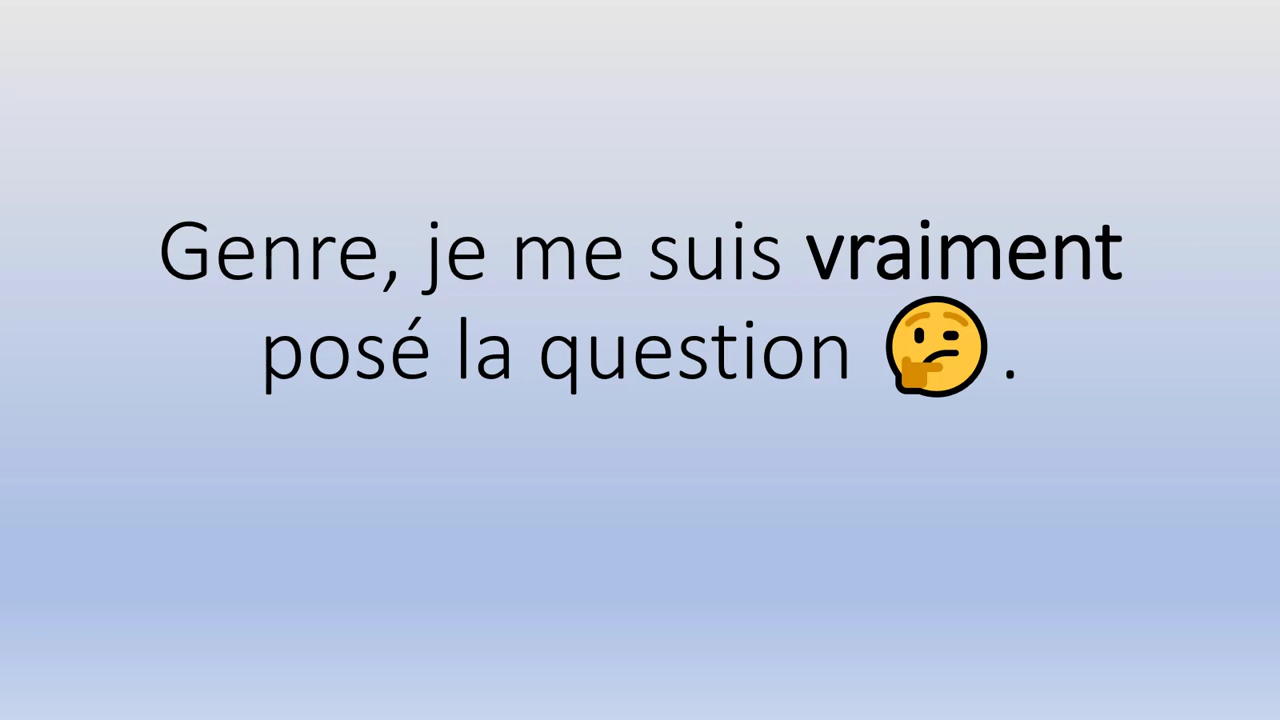 Genre, je me suis vraiment
posé la question 🤔.